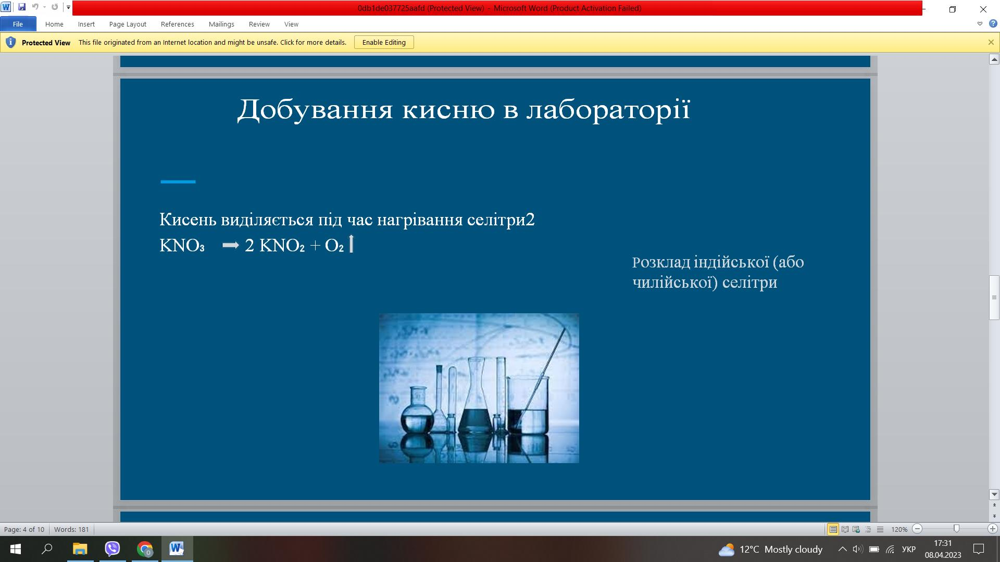 0db1de037725aafd (Protected View) - Microsoft Word (Product Activation Failed)
File Home Insert Page Layout References Mailings Review View
Protected View This file originated from an Internet location and might be unsafe. Click for more details. Enable Editing
Добування кисню в лабораторії
Кисень виділяється під час нагрівання селітри2
KNO₃ ➡ 2 KNO₂ + O₂ ↑
Розклад індійської (або
чилійської) селітри
Page: 4 of 10 Words: 181 120%
12°C Mostly cloudy УКР 17:31
08.04.2023